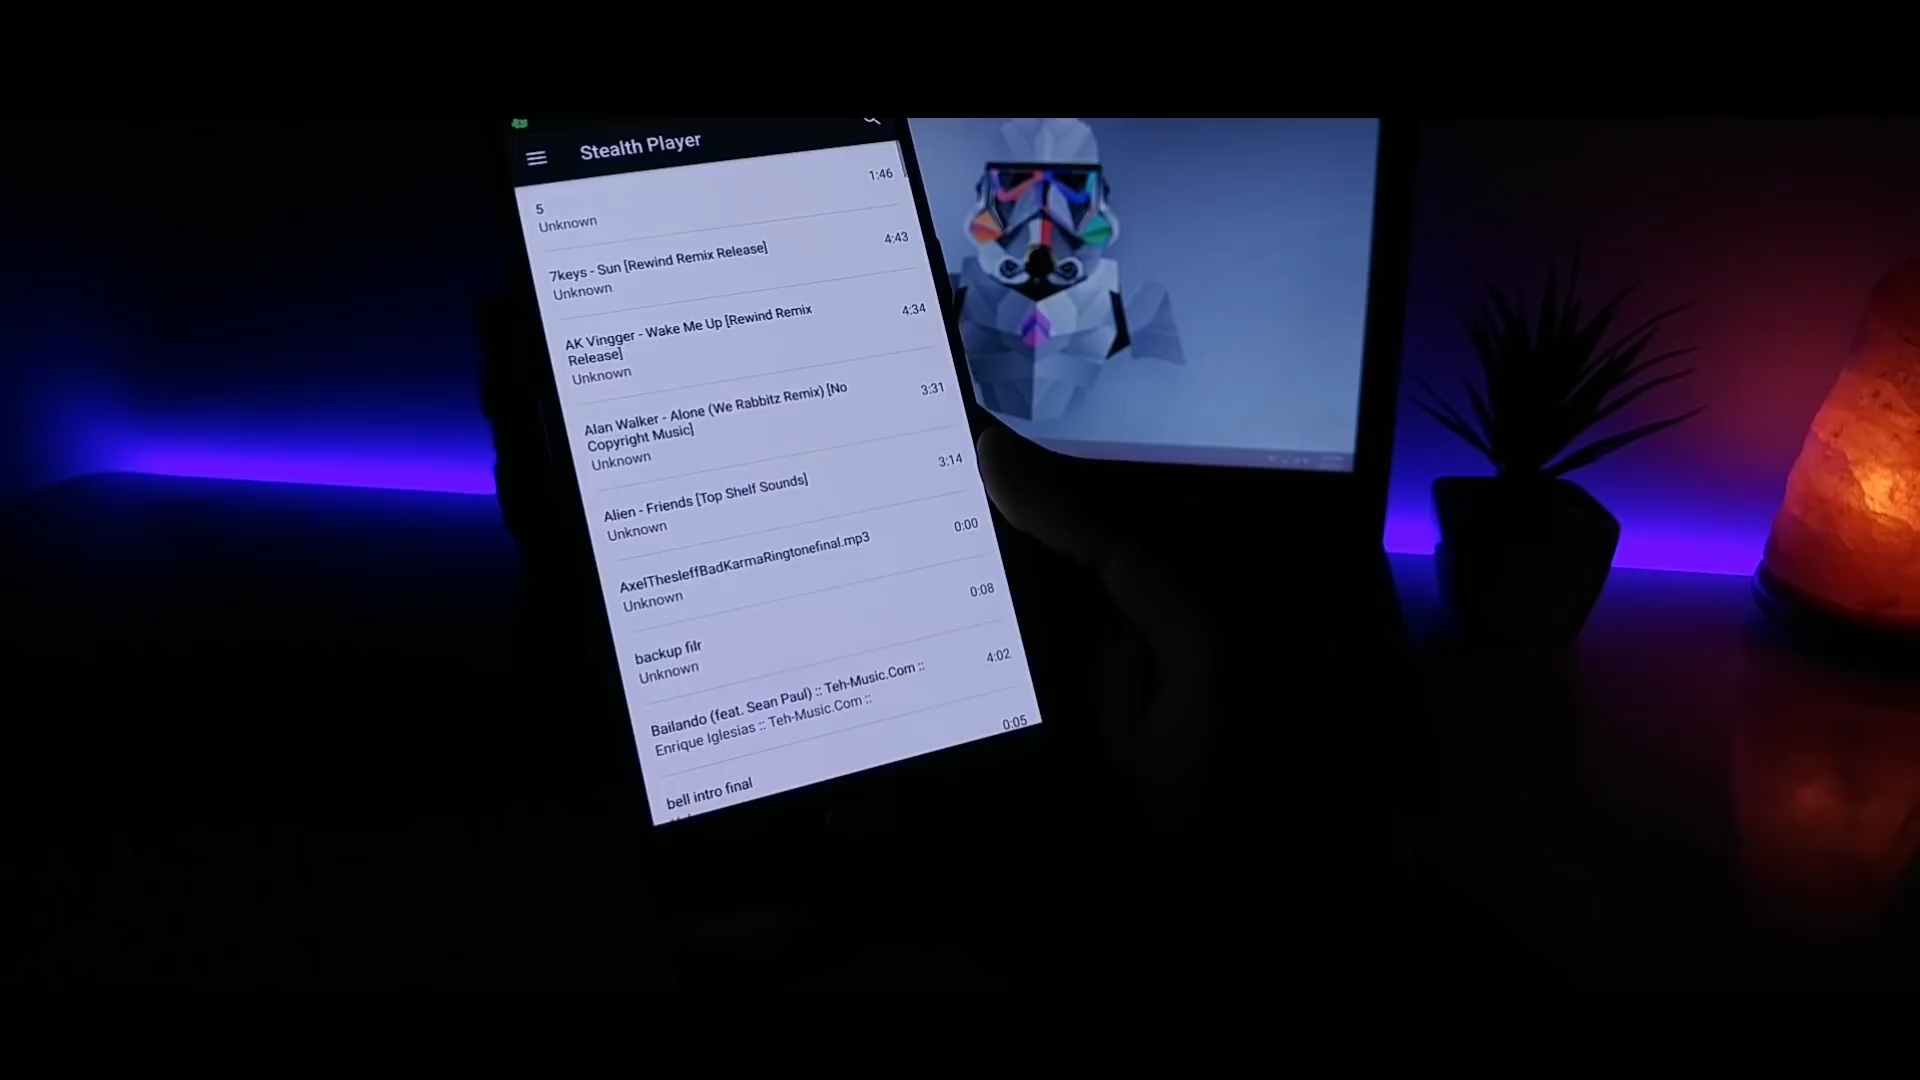 Stealth Player
1:46
5
Unknown
4:43
7keys - Sun [Rewind Remix Release]
Unknown
4:34
AK Vingger - Wake Me Up [Rewind Remix
Release]
Unknown
3:31
Alan Walker - Alone (We Rabbitz Remix) [No
Copyright Music]
Unknown
3:14
Alien - Friends [Top Shelf Sounds]
Unknown
0:00
AxelThesleffBadKarmaRingtonefinal.mp3
Unknown
0:08
backup filr
Unknown
4:02
Bailando (feat. Sean Paul) :: Teh-Music.Com ::
Enrique Iglesias :: Teh-Music.Com ::
0:05
bell intro final